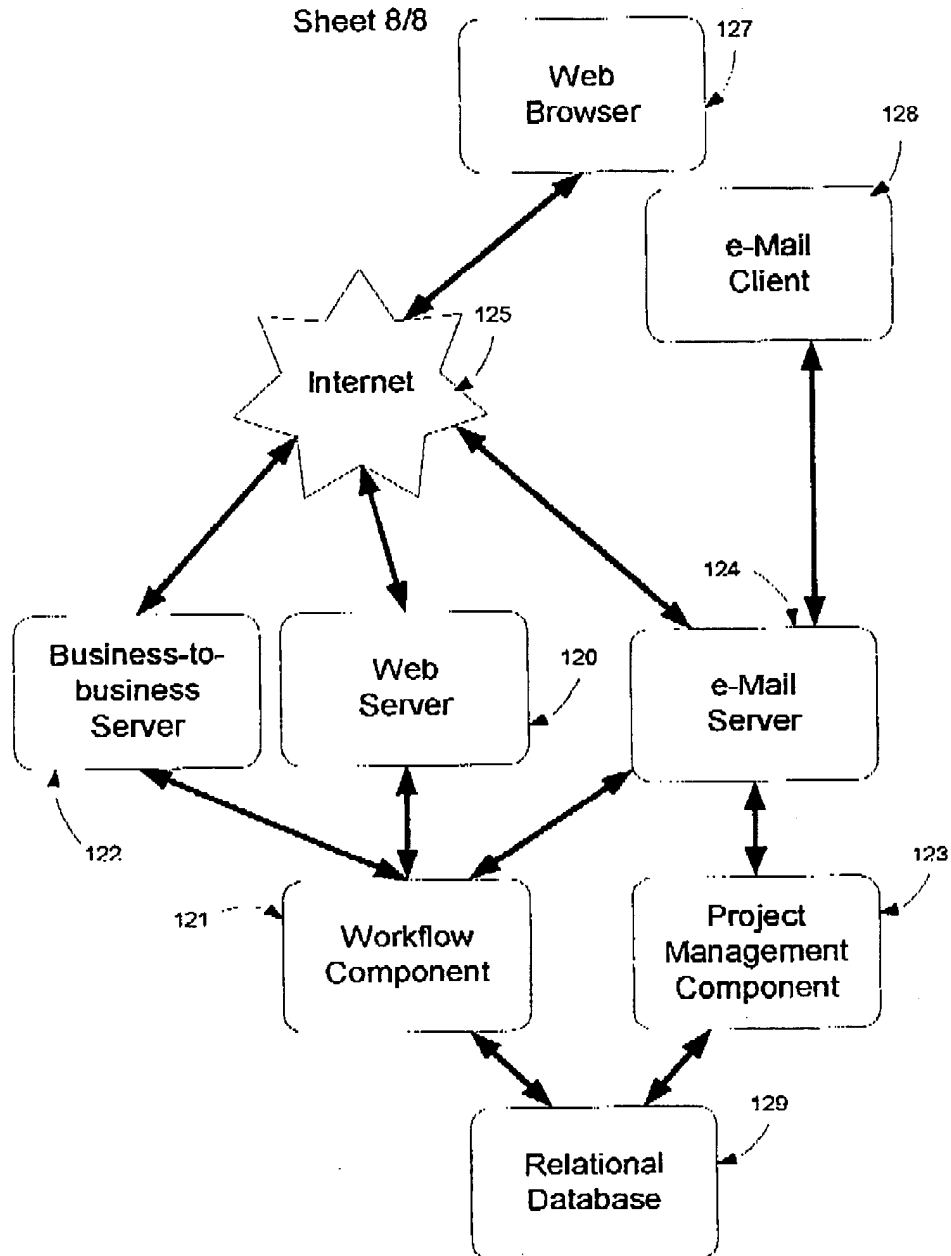 Sheet 8/8
127
Web
Browser
128
e-Mail
Client
125
Internet
124
Business-to-
business
Server
Web
Server
120
e-Mail
Server
122
123
121
Workflow
Component
Project
Management
Component
129
Relational
Database